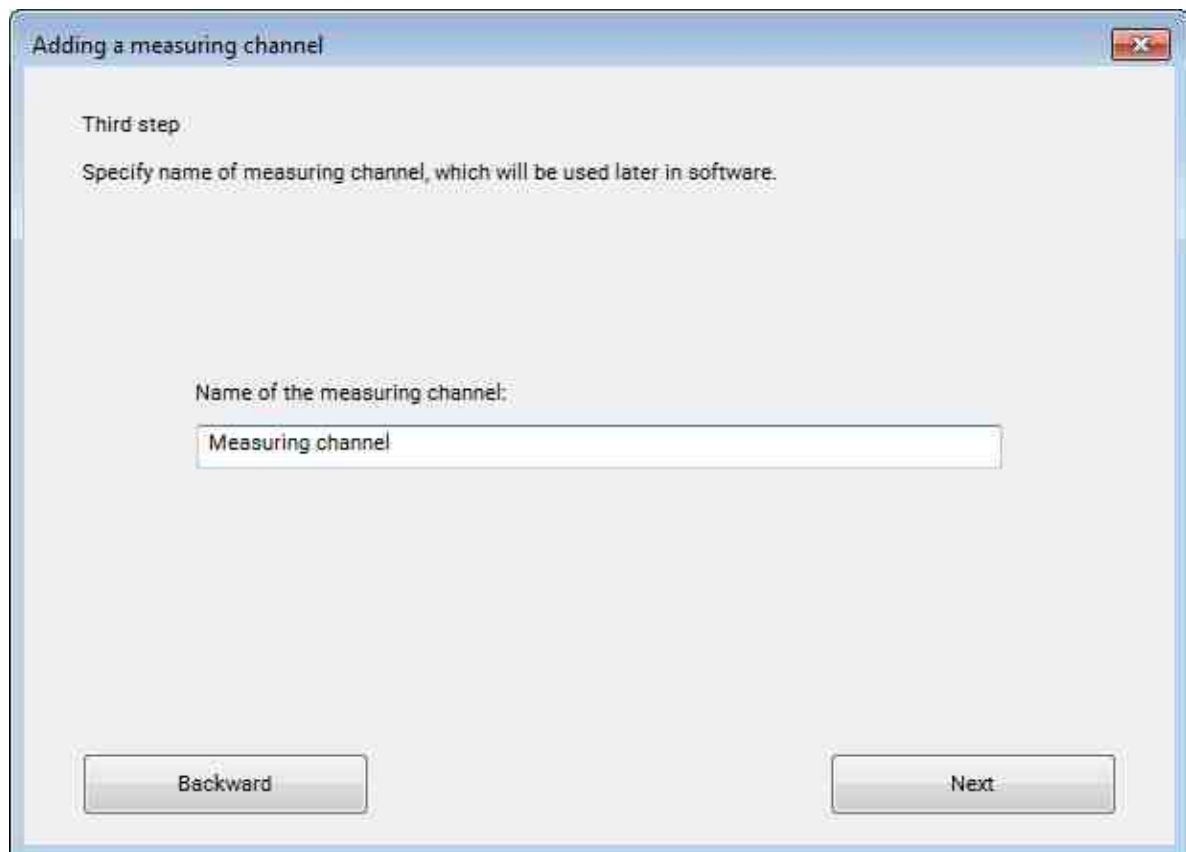 Adding a measuring channel
Third step
Specify name of measuring channel, which will be used later in software.
Name of the measuring channel:
Measuring channel
Backward
Next